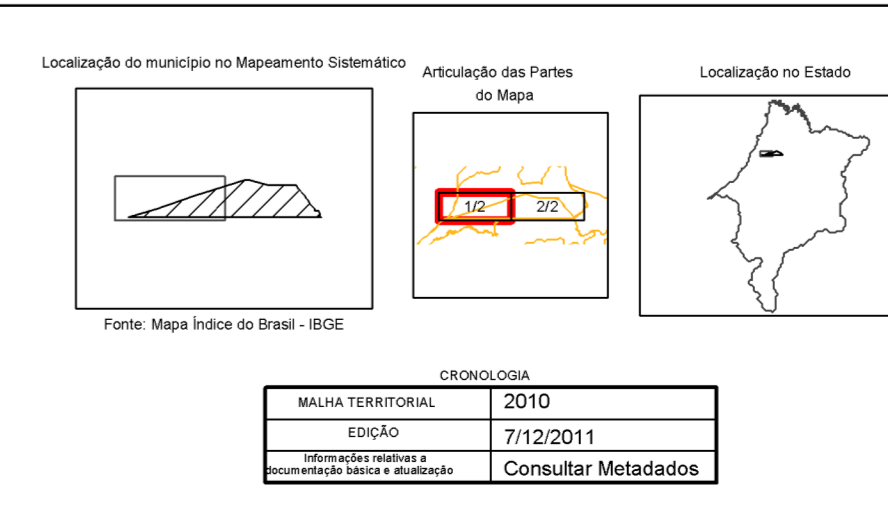 Localização do município no Mapeamento Sistemático
Articulação das Partes
do Mapa
Localização no Estado
1/2
2/2
Fonte: Mapa Índice do Brasil - IBGE
CRONOLOGIA
MALHA TERRITORIAL
2010
EDIÇÃO
7/12/2011
Informações relativas a
documentação básica e atualização
Consultar Metadados